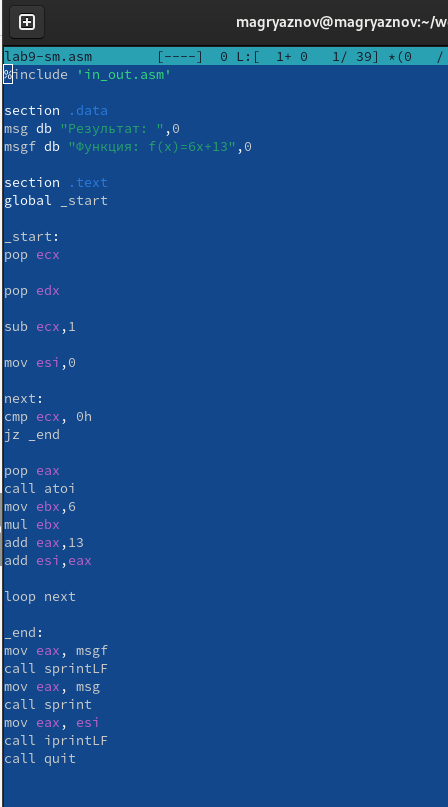 magryaznov@magryaznov:~/w
lab9-sm.asm [----] 0 L:[ 1+ 0 1/ 39] *(0 /
%include 'in_out.asm'
section .data
msg db "Результат: ",0
msgf db "Функция: f(x)=6x+13",0
section .text
global _start
_start:
pop ecx
pop edx
sub ecx,1
mov esi,0
next:
cmp ecx, 0h
jz _end
pop eax
call atoi
mov ebx,6
mul ebx
add eax,13
add esi,eax
loop next
_end:
mov eax, msgf
call sprintLF
mov eax, msg
call sprint
mov eax, esi
call iprintLF
call quit